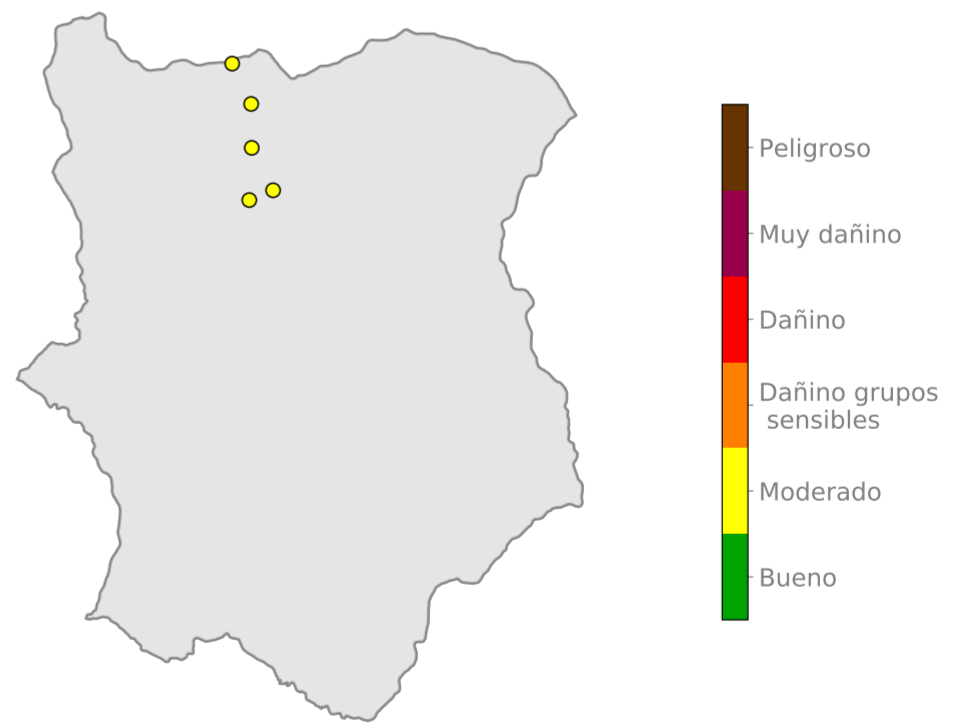 Peligroso
Muy dañino
Dañino
Dañino grupos
sensibles
Moderado
Bueno